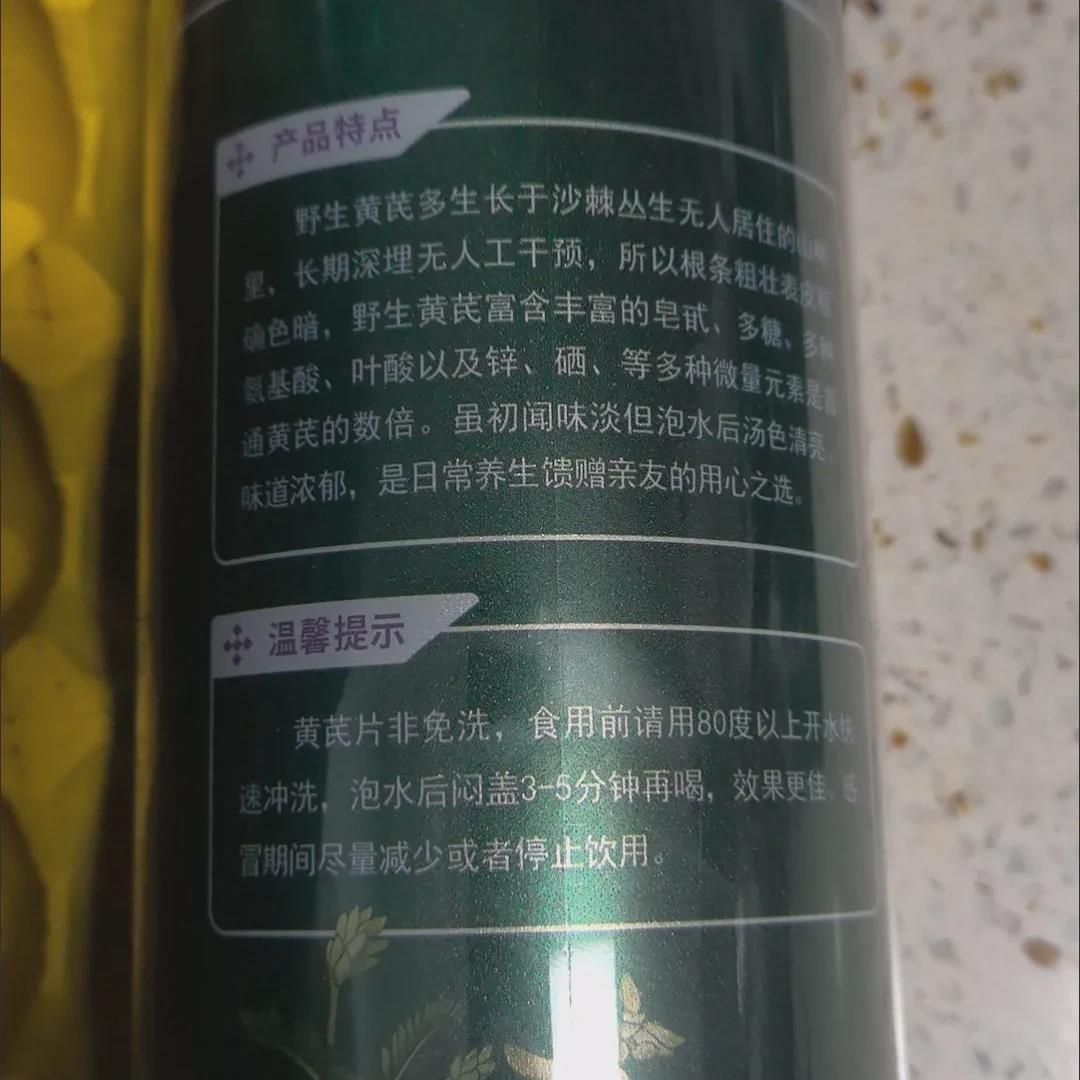 产品特点
野生黄芪多生长于沙棘丛生无人居住的山林
里、长期深埋无人工干预，所以根条粗壮表皮粗
确色暗，野生黄芪富含丰富的皂甙、多糖、多种
氨基酸、叶酸以及锌、硒、等多种微量元素是普
通黄芪的数倍。虽初闻味淡但泡水后汤色清亮、
味道浓郁，是日常养生馈赠亲友的用心之选。
温馨提示
黄芪片非免洗，食用前请用80度以上开水快
速冲洗，泡水后闷盖3-5分钟再喝，效果更佳。感
冒期间尽量减少或者停止饮用。